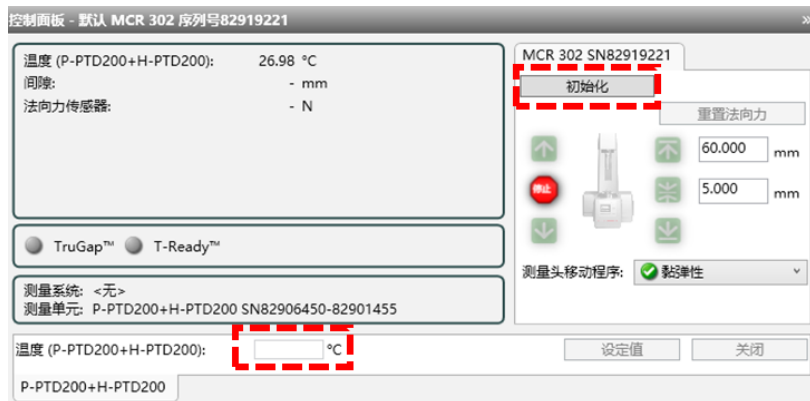 控制面板 - 默认 MCR 302 序列号82919221
温度 (P-PTD200+H-PTD200): 26.98 °C
间隙: - mm
法向力传感器: - N
TruGap™ T-Ready™
测量系统: <无>
测量单元: P-PTD200+H-PTD200 SN82906450-82901455
MCR 302 SN82919221
初始化
重置法向力
60.000 mm
停止
5.000 mm
测量头移动程序: 黏弹性
温度 (P-PTD200+H-PTD200): °C
设定值 关闭
P-PTD200+H-PTD200